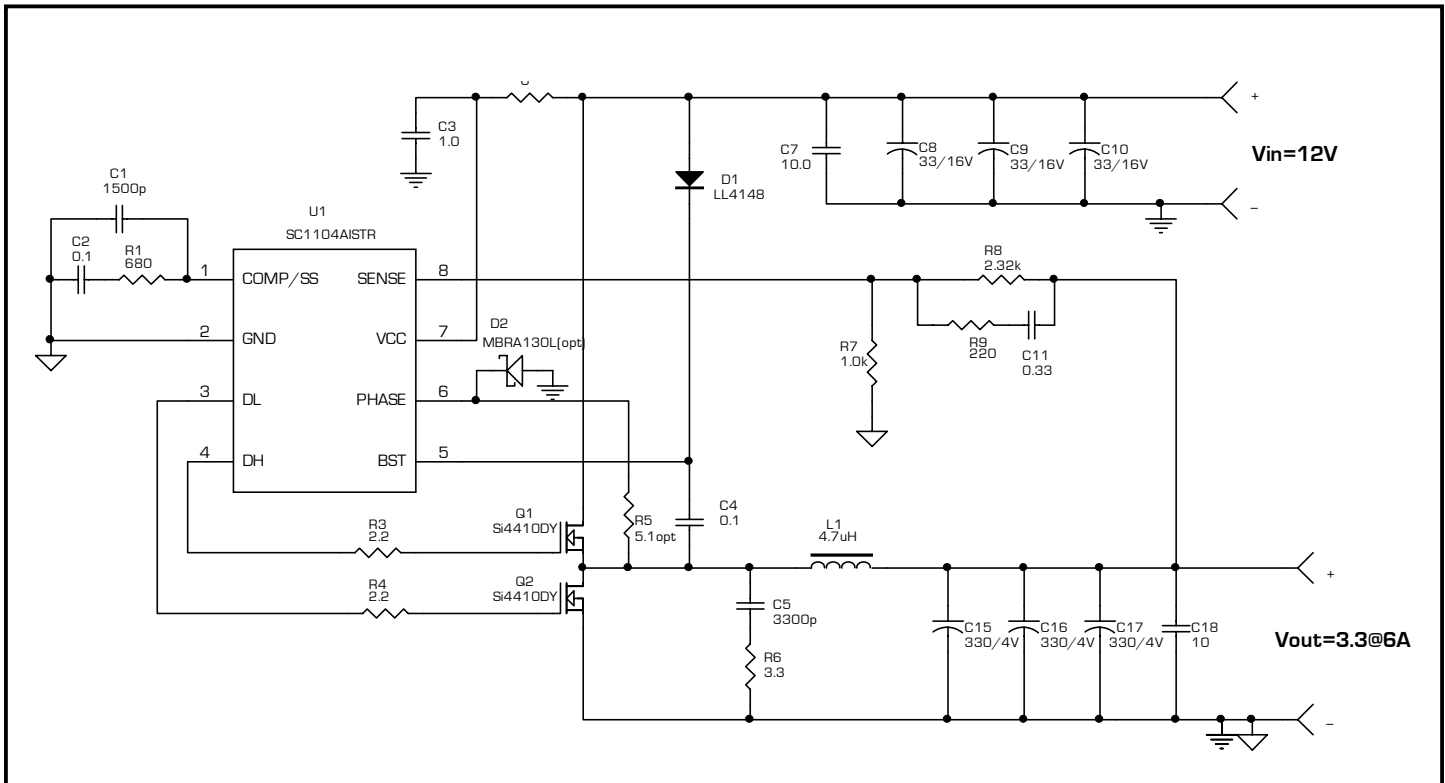 C3
1.0
+
C7
10.0
C8
33/16V
C9
33/16V
C10
33/16V
Vin=12V
D1
LL4148
_
C1
1500p
U1
SC1104AISTR
C2
0.1
R1
680
1
COMP/SS
SENSE
8
R8
2.32k
2
GND
VCC
7
D2
MBRA130L(opt)
R9
220
C11
0.33
R7
1.0k
3
DL
PHASE
6
4
DH
BST
5
R3
2.2
Q1
Si4410DY
R5
5.1opt
C4
0.1
L1
4.7uH
R4
2.2
Q2
Si4410DY
+
C5
3300p
C15
330/4V
C16
330/4V
C17
330/4V
C18
10
Vout=3.3@6A
R6
3.3
_